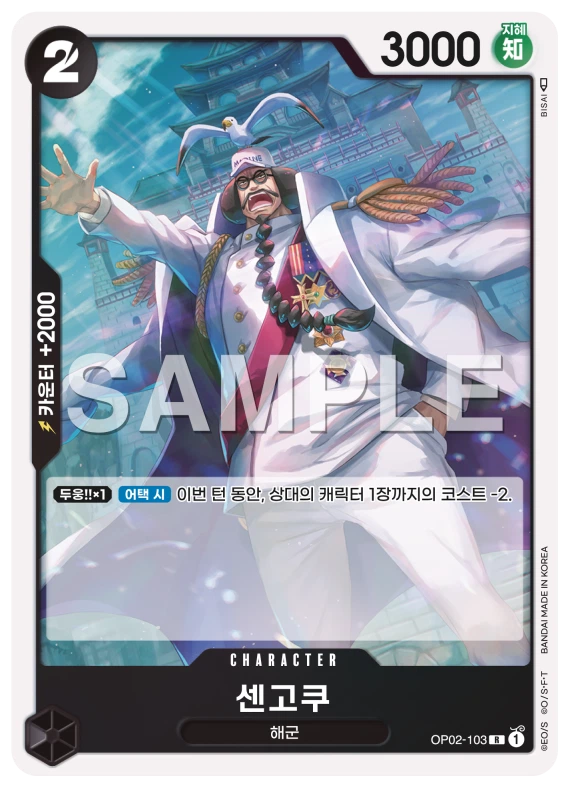 2
3000
지혜
知
BISAI
MARINE
카운터 +2000
SAMPLE
두웅!!×1 어택 시 이번 턴 동안, 상대의 캐릭터 1장까지의 코스트 -2.
CHARACTER
센고쿠
해군
OP02-103 R 1
©EO/S ©O/S·F·T BANDAI MADE IN KOREA